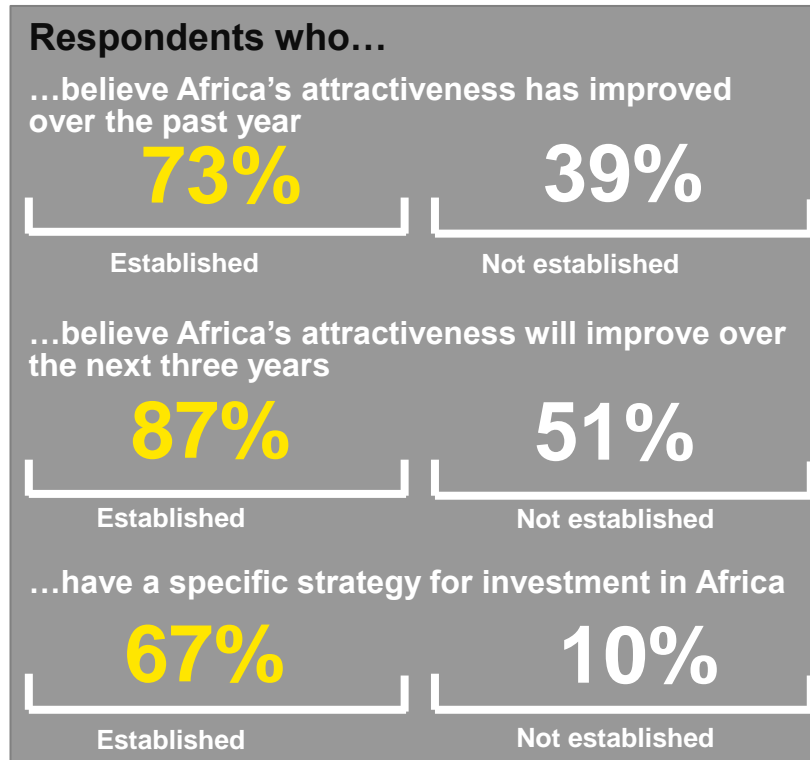 Respondents who…
…believe Africa’s attractiveness has improved
over the past year
73%
39%
Established
Not established
…believe Africa’s attractiveness will improve over
the next three years
87%
51%
Established
Not established
…have a specific strategy for investment in Africa
67%
10%
Established
Not established